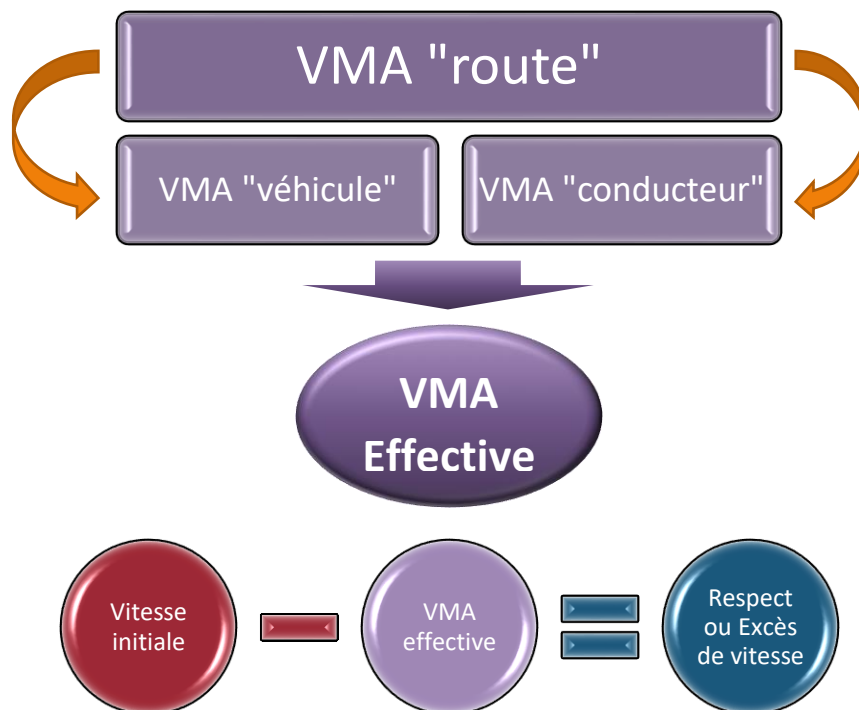 VMA "route"
VMA "véhicule"
VMA "conducteur"
VMA
Effective
Vitesse
initiale
VMA
effective
Respect
ou Excès
de vitesse